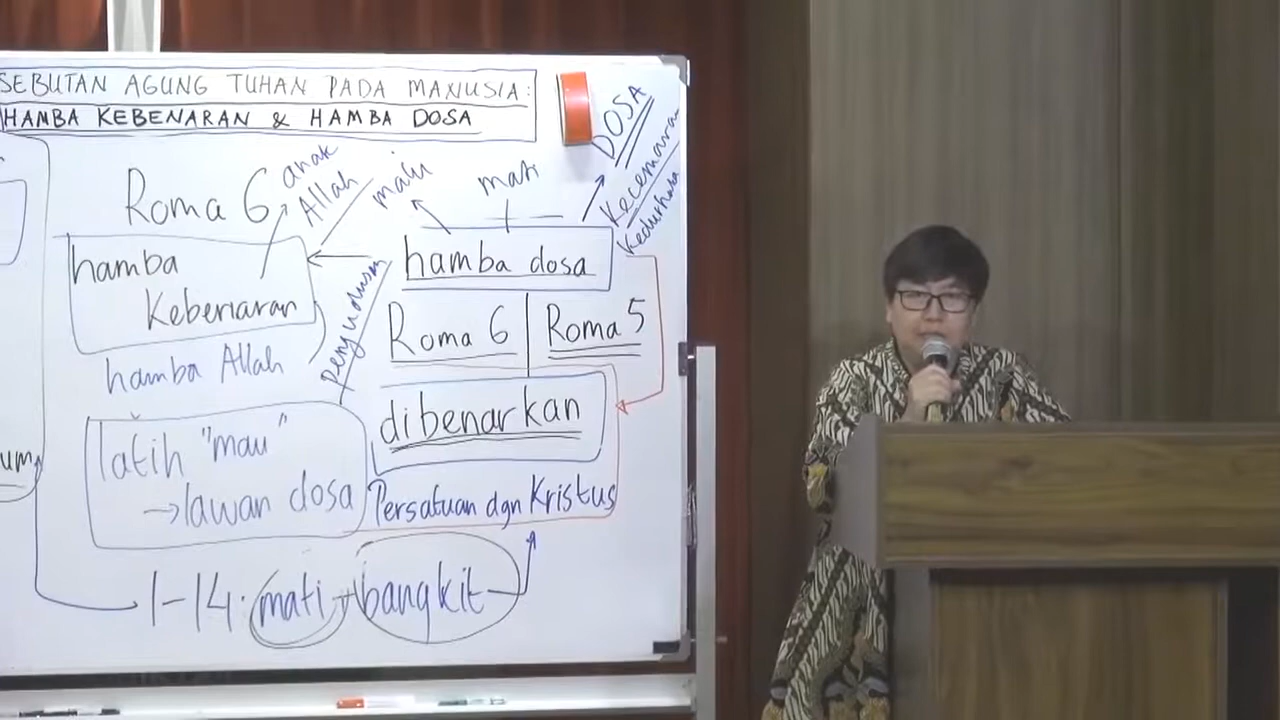 SEBUTAN AGUNG TUHAN PADA MANUSIA:
HAMBA KEBENARAN & HAMBA DOSA
Roma 6
anak
Allah
malu
mati
DOSA
Kecemaran
hamba
Kebenaran
hamba dosa
hamba Allah
Roma 6
Roma 5
dibenarkan
latih "mau"
→ lawan dosa
Persatuan dgn Kristus
1-14. mati + bangkit